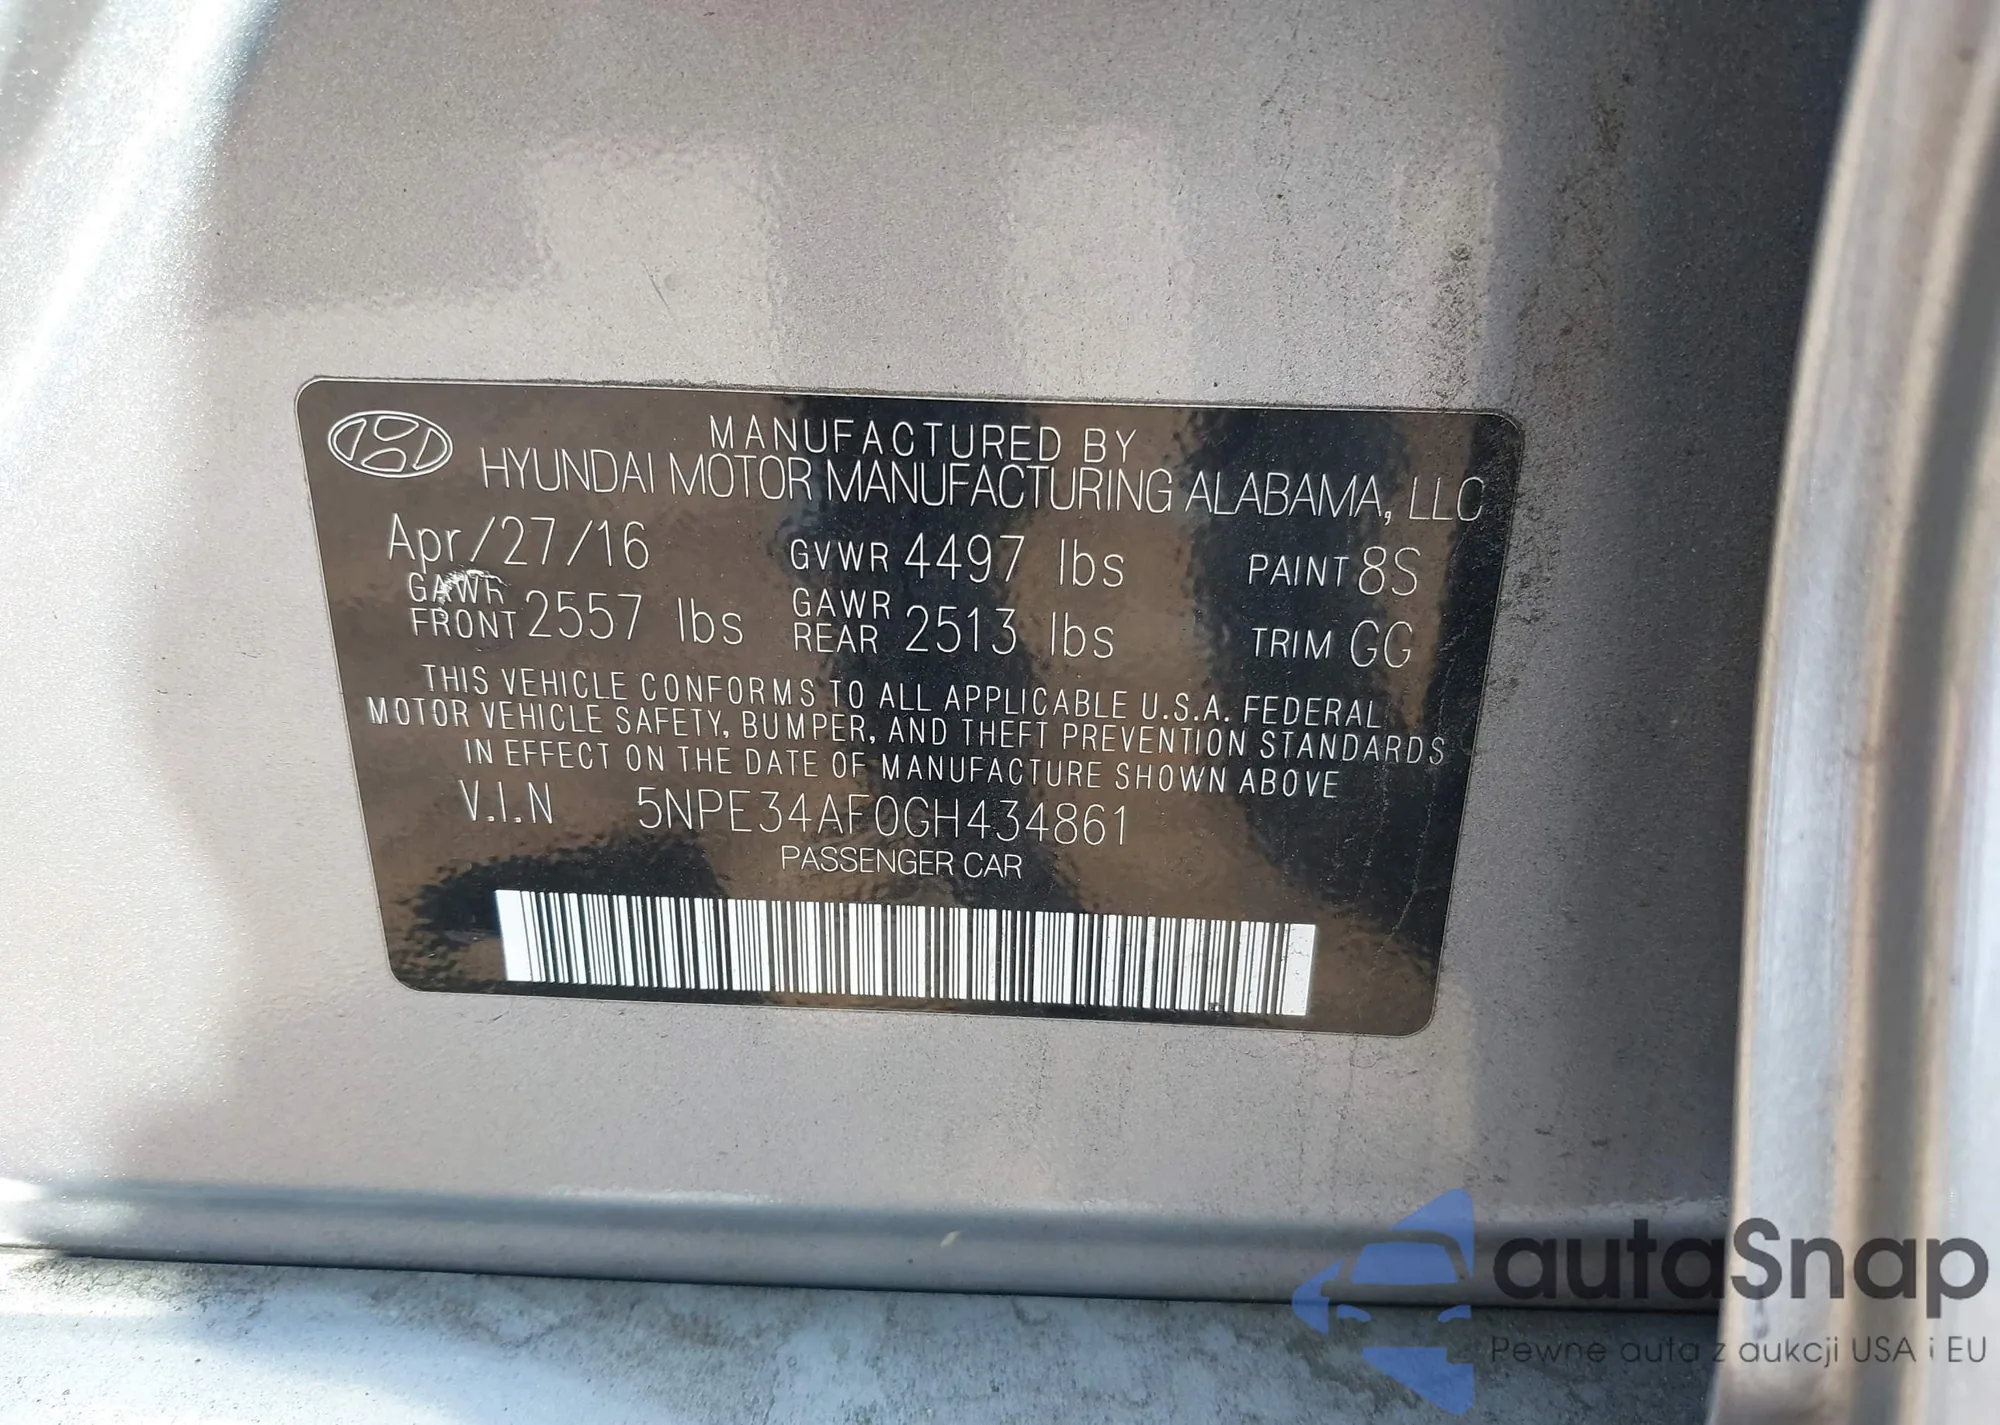 MANUFACTURED BY
HYUNDAI MOTOR MANUFACTURING ALABAMA, LLC
Apr/27/16 GVWR 4497 lbs PAINT 8S
GAWR FRONT 2557 lbs GAWR REAR 2513 lbs TRIM GG
THIS VEHICLE CONFORMS TO ALL APPLICABLE U.S.A. FEDERAL
MOTOR VEHICLE SAFETY, BUMPER, AND THEFT PREVENTION STANDARDS
IN EFFECT ON THE DATE OF MANUFACTURE SHOWN ABOVE
V.I.N 5NPE34AF0GH434861
PASSENGER CAR
autaSnap
Pewne auta z aukcji USA i EU